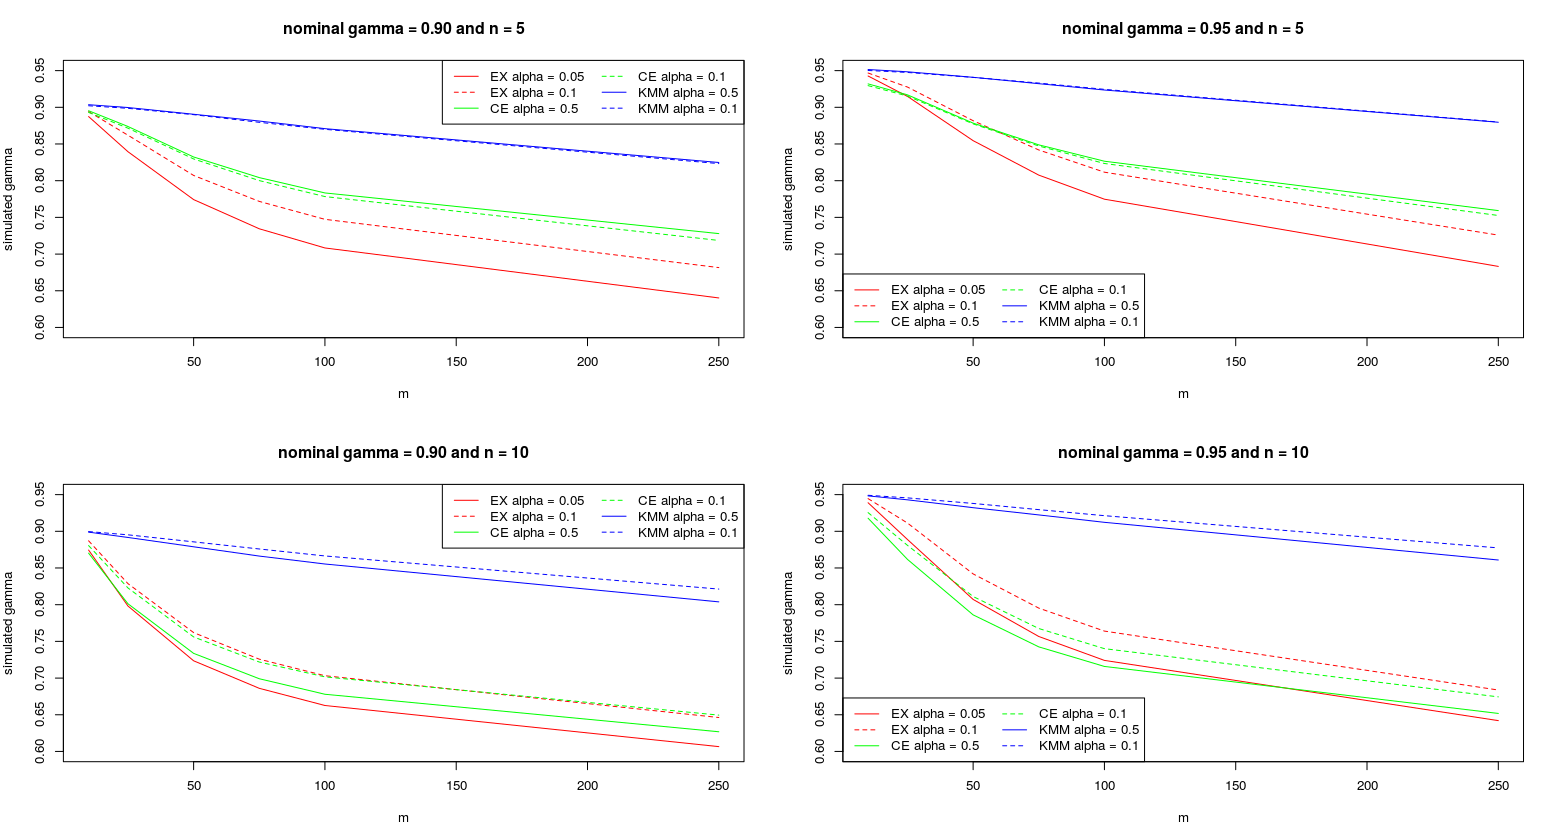 nominal gamma = 0.90 and n = 5
simulated gamma
0.60 0.65 0.70 0.75 0.80 0.85 0.90 0.95
EX alpha = 0.05 CE alpha = 0.1
EX alpha = 0.1 KMM alpha = 0.5
CE alpha = 0.5 KMM alpha = 0.1
50 100 150 200 250
m
nominal gamma = 0.95 and n = 5
simulated gamma
0.60 0.65 0.70 0.75 0.80 0.85 0.90 0.95
EX alpha = 0.05 CE alpha = 0.1
EX alpha = 0.1 KMM alpha = 0.5
CE alpha = 0.5 KMM alpha = 0.1
50 100 150 200 250
m
nominal gamma = 0.90 and n = 10
simulated gamma
0.60 0.65 0.70 0.75 0.80 0.85 0.90 0.95
EX alpha = 0.05 CE alpha = 0.1
EX alpha = 0.1 KMM alpha = 0.5
CE alpha = 0.5 KMM alpha = 0.1
50 100 150 200 250
m
nominal gamma = 0.95 and n = 10
simulated gamma
0.60 0.65 0.70 0.75 0.80 0.85 0.90 0.95
EX alpha = 0.05 CE alpha = 0.1
EX alpha = 0.1 KMM alpha = 0.5
CE alpha = 0.5 KMM alpha = 0.1
50 100 150 200 250
m